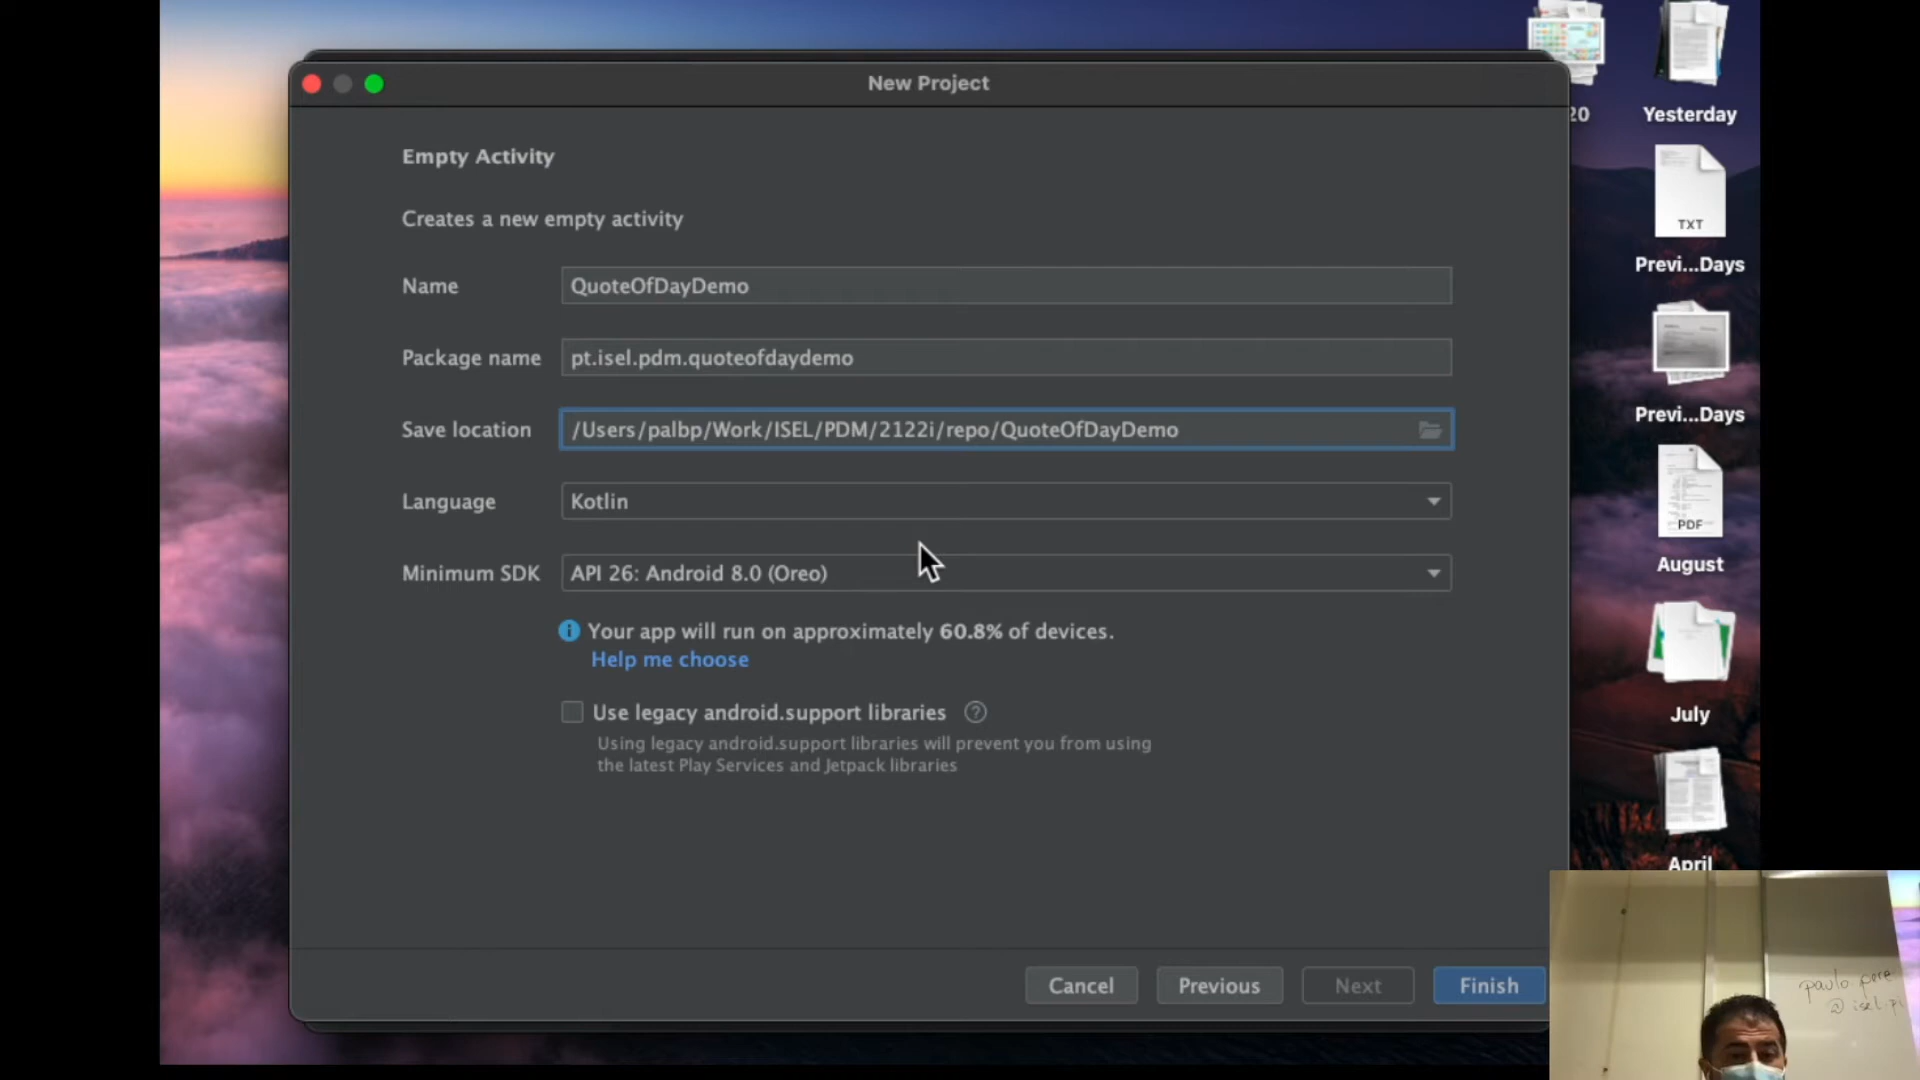 New Project
20
Yesterday
Empty Activity
Creates a new empty activity
TXT
Previ...Days
Name
QuoteOfDayDemo
Package name
pt.isel.pdm.quoteofdaydemo
Previ...Days
Save location
/Users/palbp/Work/ISEL/PDM/2122i/repo/QuoteOfDayDemo
Language
Kotlin
PDF
August
Minimum SDK
API 26: Android 8.0 (Oreo)
Your app will run on approximately 60.8% of devices.
Help me choose
Use legacy android.support libraries ?
Using legacy android.support libraries will prevent you from using
the latest Play Services and Jetpack libraries
July
April
Cancel
Previous
Next
Finish
paulo.pere
@isel.p